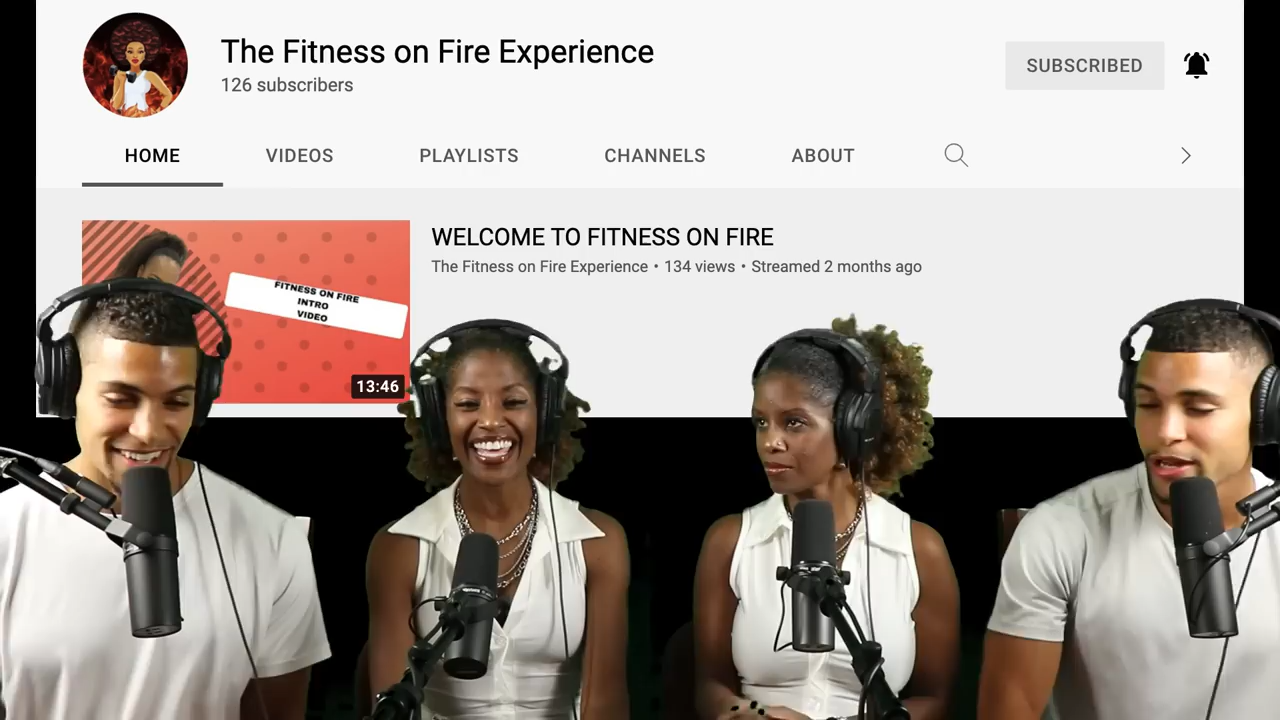 The Fitness on Fire Experience
126 subscribers
SUBSCRIBED
HOME
VIDEOS
PLAYLISTS
CHANNELS
ABOUT
WELCOME TO FITNESS ON FIRE
The Fitness on Fire Experience • 134 views • Streamed 2 months ago
FITNESS ON FIRE
INTRO
VIDEO
13:46